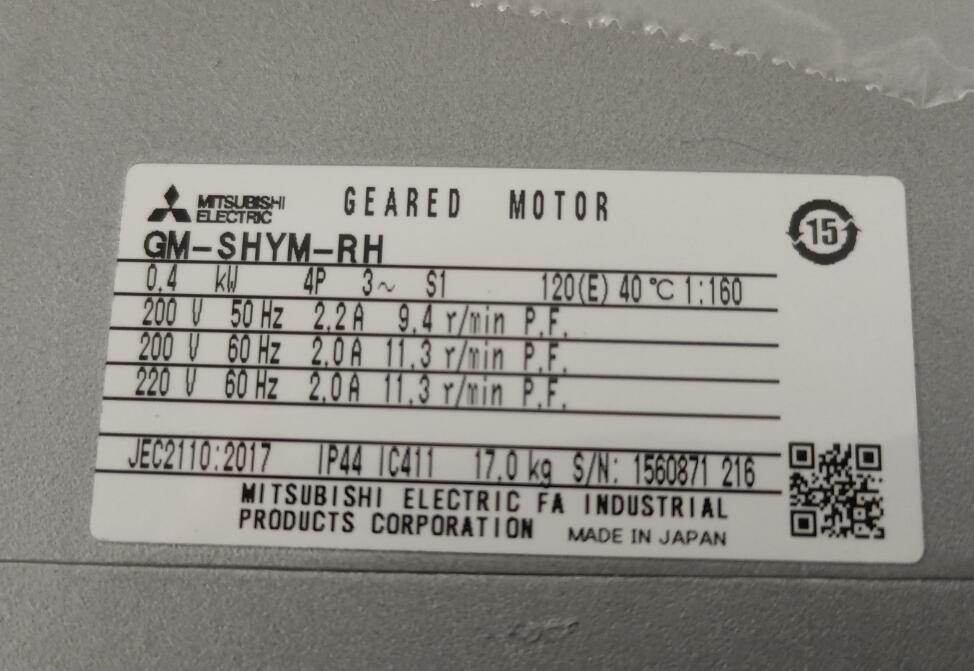 MITSUBISHI
ELECTRIC
GEARED MOTOR
15
GM-SHYM-RH
0.4 kW 4P 3~ S1 120(E) 40 ℃ 1:160
200 V 50 Hz 2.2 A 9.4 r/min P.F.
200 V 60 Hz 2.0 A 11.3 r/min P.F.
220 V 60 Hz 2.0 A 11.3 r/min P.F.
JEC2110:2017 IP44 IC411 17.0 kg S/N: 1560871 216
MITSUBISHI ELECTRIC FA INDUSTRIAL
PRODUCTS CORPORATION MADE IN JAPAN